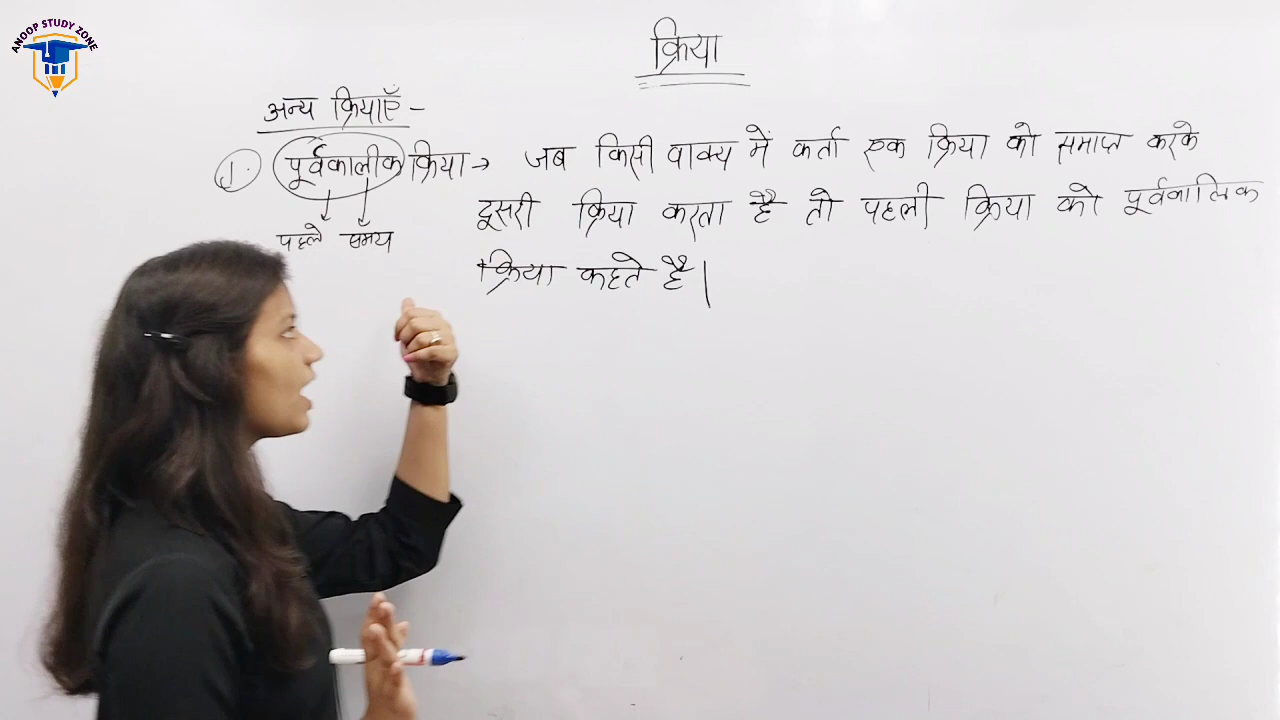 ANOOP STUDY ZONE
क्रिया
अन्य क्रियाएँ -
1. पूर्वकालीक क्रिया → जब किसी वाक्य में कर्ता एक क्रिया को समाप्त करके
दूसरी क्रिया करता है तो पहली क्रिया को पूर्वकालिक
क्रिया कहते है|
पहले समय